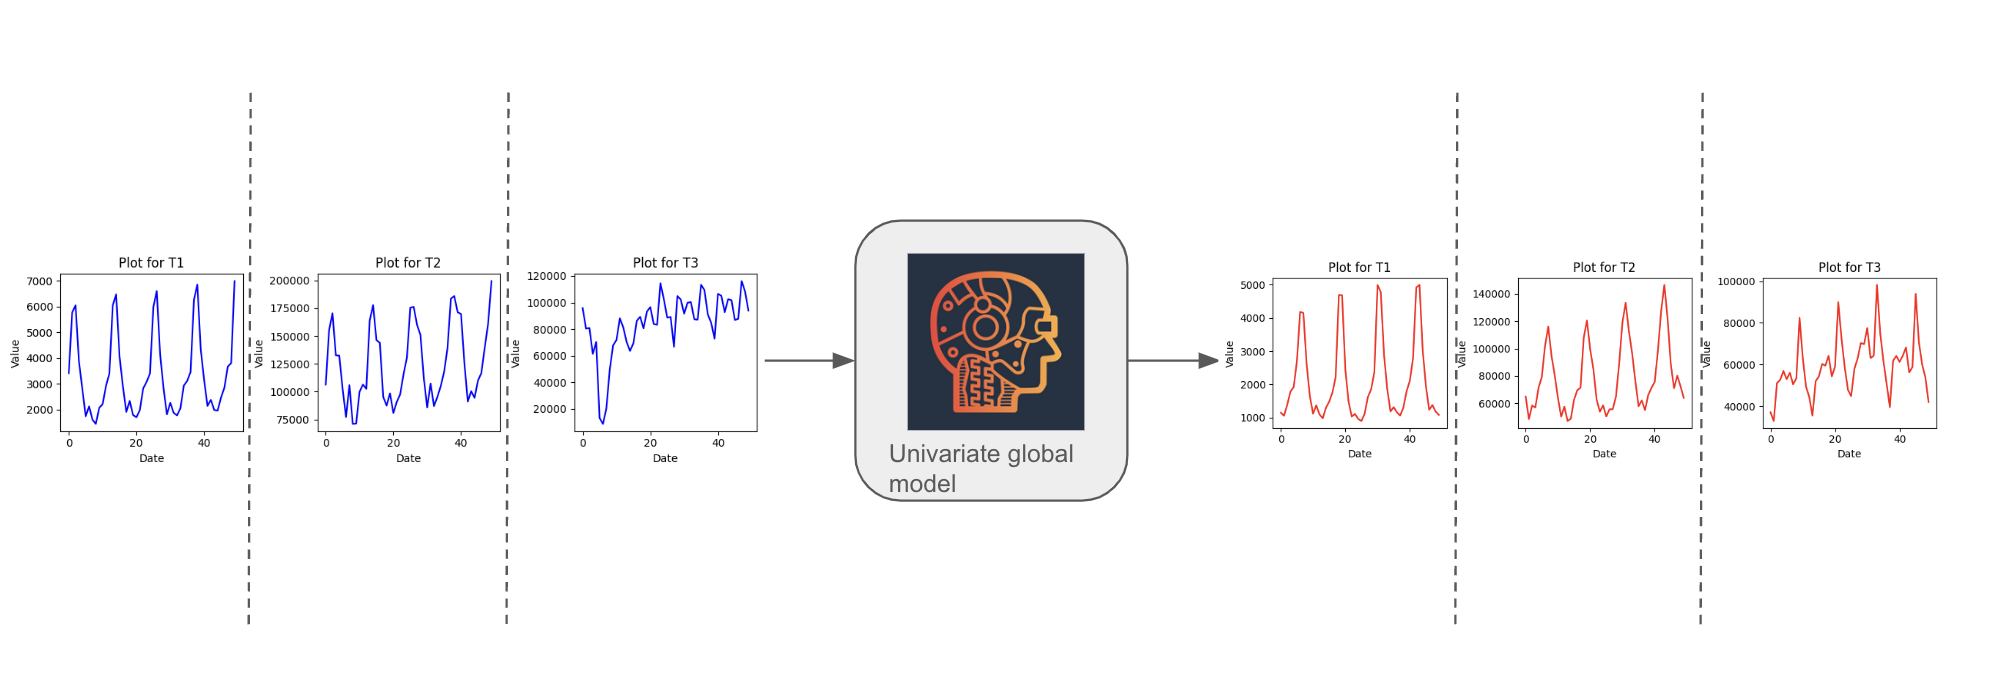 Plot for T1
Value
7000
6000
5000
4000
3000
2000
0 20 40
Date
Plot for T2
Value
200000
175000
150000
125000
100000
75000
0 20 40
Date
Plot for T3
Value
120000
100000
80000
60000
40000
20000
0 20 40
Date
Univariate global
model
Plot for T1
Value
5000
4000
3000
2000
1000
0 20 40
Date
Plot for T2
Value
140000
120000
100000
80000
60000
0 20 40
Date
Plot for T3
Value
100000
80000
60000
40000
0 20 40
Date